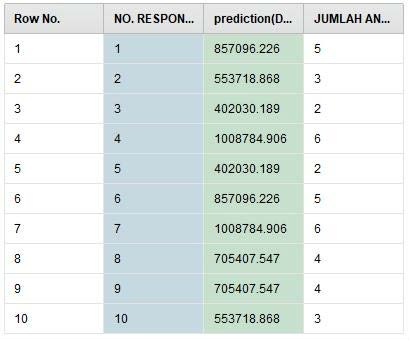 Row No. NO. RESPON... prediction(D... JUMLAH AN...
1 1 857096.226 5
2 2 553718.868 3
3 3 402030.189 2
4 4 1008784.906 6
5 5 402030.189 2
6 6 857096.226 5
7 7 1008784.906 6
8 8 705407.547 4
9 9 705407.547 4
10 10 553718.868 3